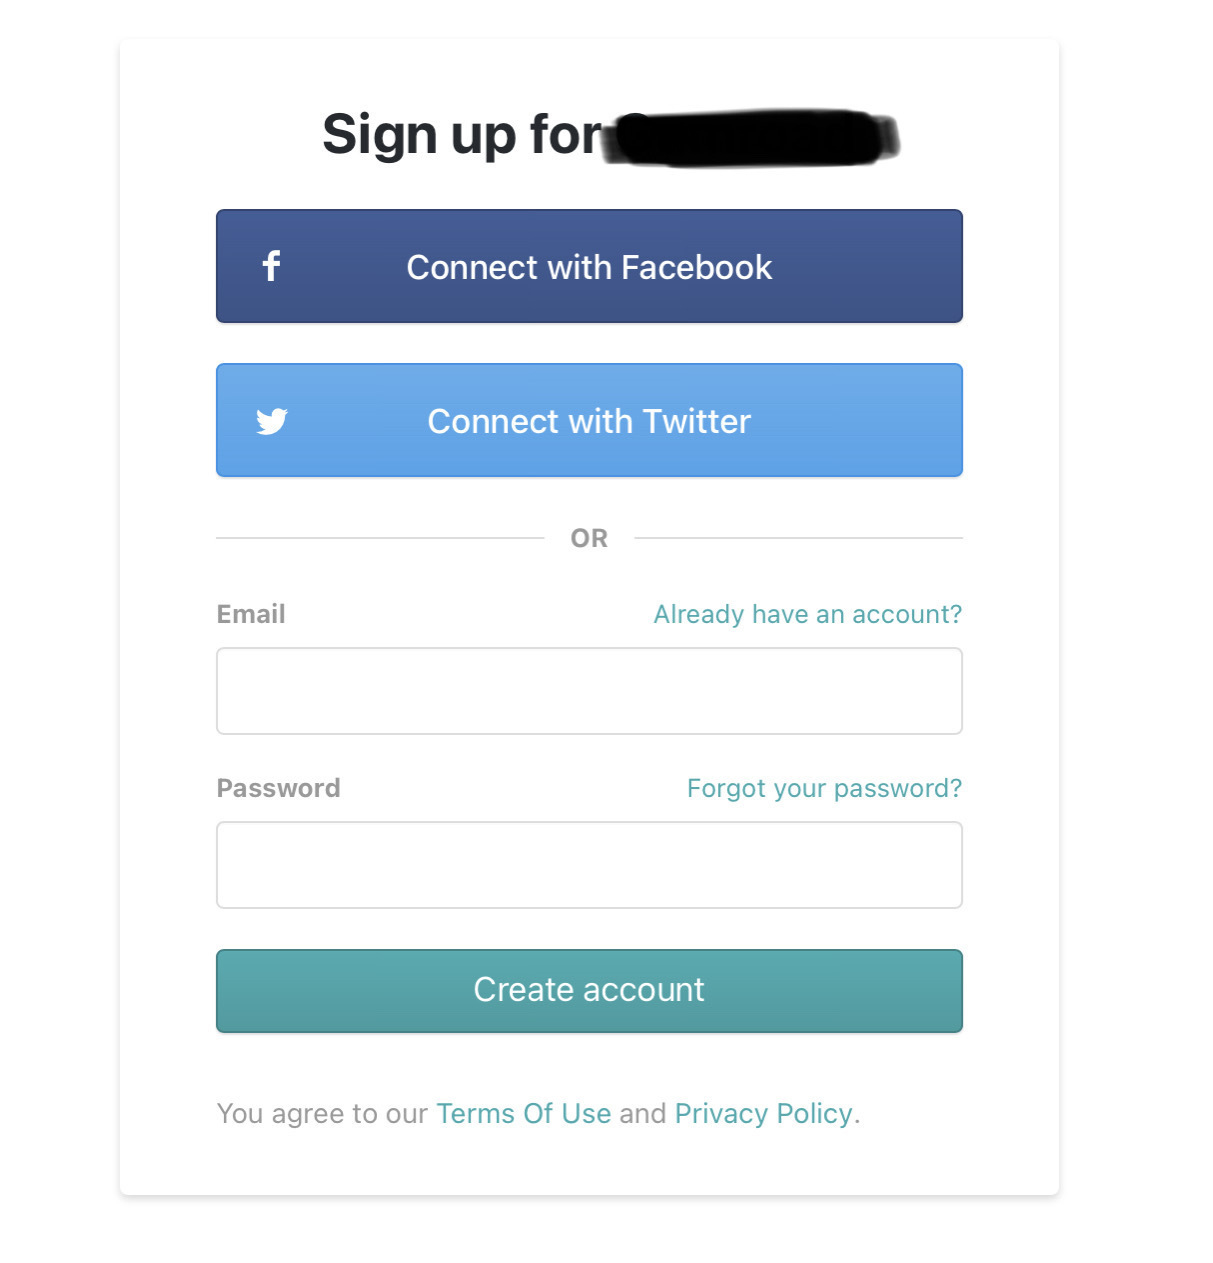 Sign up for
f Connect with Facebook
Connect with Twitter
OR
Email Already have an account?
Password Forgot your password?
Create account
You agree to our Terms Of Use and Privacy Policy.